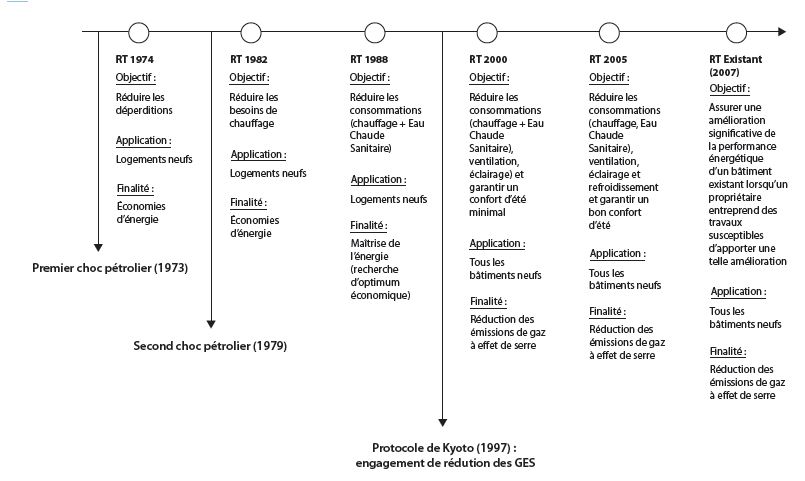 RT 1974
Objectif :
Réduire les
déperditions
Application :
Logements neufs
Finalité :
Économies
d'énergie
Premier choc pétrolier (1973)
RT 1982
Objectif :
Réduire les
besoins de
chauffage
Application :
Logements neufs
Finalité :
Économies
d'énergie
Second choc pétrolier (1979)
RT 1988
Objectif :
Réduire les
consommations
(chauffage + Eau
Chaude
Sanitaire)
Application :
Logements neufs
Finalité :
Maîtrise de
l'énergie
(recherche
d'optimum
économique)
Protocole de Kyoto (1997) :
engagement de rédution des GES
RT 2000
Objectif :
Réduire les
consommations
(chauffage + Eau
Chaude
Sanitaire),
ventilation,
éclairage) et
garantir un
confort d'été
minimal
Application :
Tous les
bâtiments neufs
Finalité :
Réduction des
émissions de gaz
à effet de serre
RT 2005
Objectif :
Réduire les
consommations
(chauffage, Eau
Chaude
Sanitaire),
ventilation,
éclairage et
refroidissement
et garantir un
bon confort
d'été
Application :
Tous les
bâtiments neufs
Finalité :
Réduction des
émissions de gaz
à effet de serre
RT Existant
(2007)
Objectif :
Assurer une
amélioration
significative de
la performance
énergétique
d'un bâtiment
existant lorsqu'un
propriétaire
entreprend des
travaux
susceptibles
d'apporter une
telle amélioration
Application :
Tous les
bâtiments neufs
Finalité :
Réduction des
émissions de gaz
à effet de serre